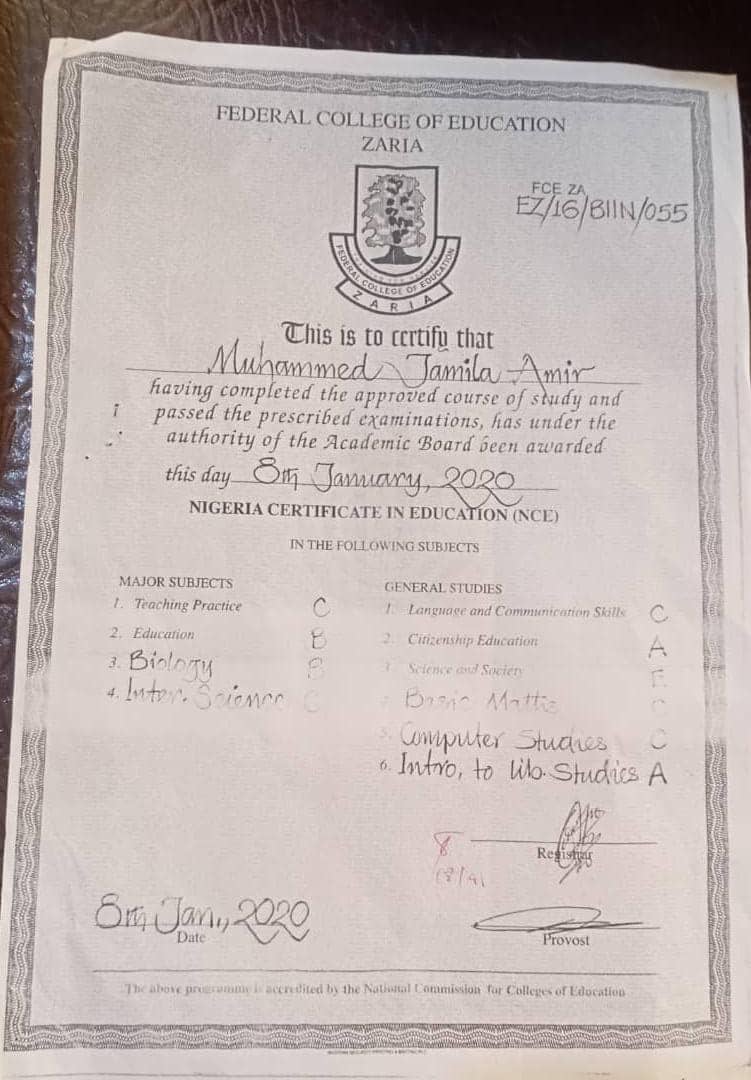 FEDERAL COLLEGE OF EDUCATION
ZARIA
FCE ZA
EZ/16/BIIN/055
FEDERAL COLLEGE OF EDUCATION
ZARIA
This is to certify that
Muhammed Jamila Amir
having completed the approved course of study and
passed the prescribed examinations, has under the
authority of the Academic Board been awarded
this day 8th January, 2020
NIGERIA CERTIFICATE IN EDUCATION (NCE)
IN THE FOLLOWING SUBJECTS
MAJOR SUBJECTS
1. Teaching Practice C
2. Education B
3. Biology B
4. Inter. Science C
GENERAL STUDIES
1. Language and Communication Skills C
2. Citizenship Education A
3. Science and Society E
Basic Maths C
5. Computer Studies C
6. Intro, to lib. Studies A
Registrar
8th Jan., 2020
Date
Provost
The above programme is accredited by the National Commission for Colleges of Education